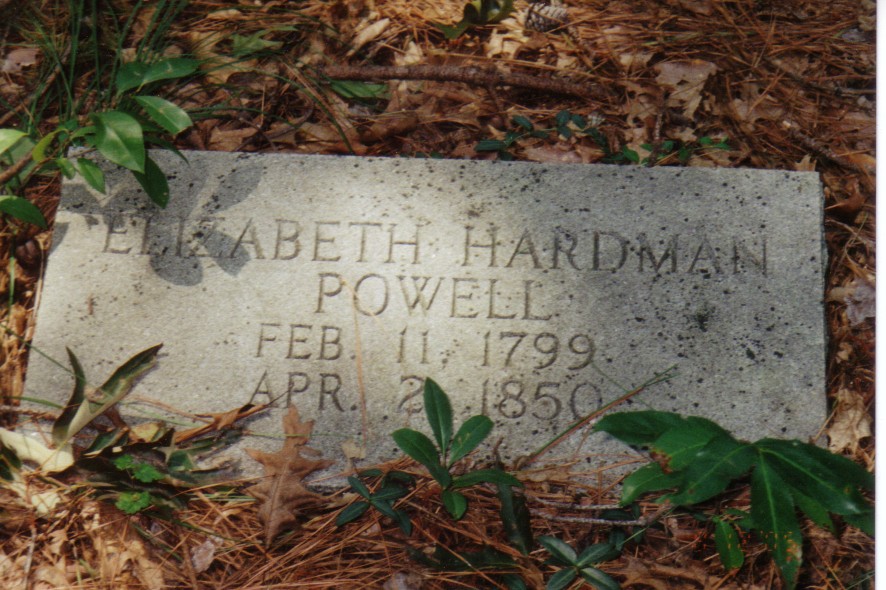 ELIZABETH HARDMAN
POWELL
FEB. 11, 1799
APR. 2, 1850